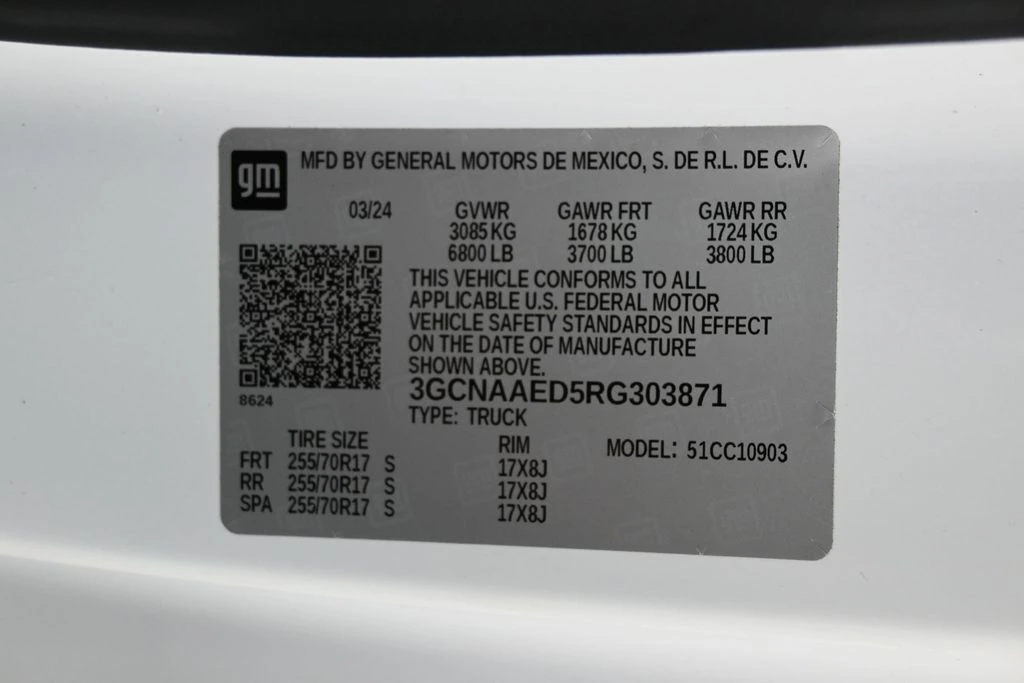 gm MFD BY GENERAL MOTORS DE MEXICO, S. DE R.L. DE C.V.
03/24 GVWR GAWR FRT GAWR RR
3085 KG 1678 KG 1724 KG
6800 LB 3700 LB 3800 LB
THIS VEHICLE CONFORMS TO ALL
APPLICABLE U.S. FEDERAL MOTOR
VEHICLE SAFETY STANDARDS IN EFFECT
ON THE DATE OF MANUFACTURE
SHOWN ABOVE.
8624 3GCNAAED5RG303871
TYPE: TRUCK
TIRE SIZE RIM MODEL: 51CC10903
FRT 255/70R17 S 17X8J
RR 255/70R17 S 17X8J
SPA 255/70R17 S 17X8J